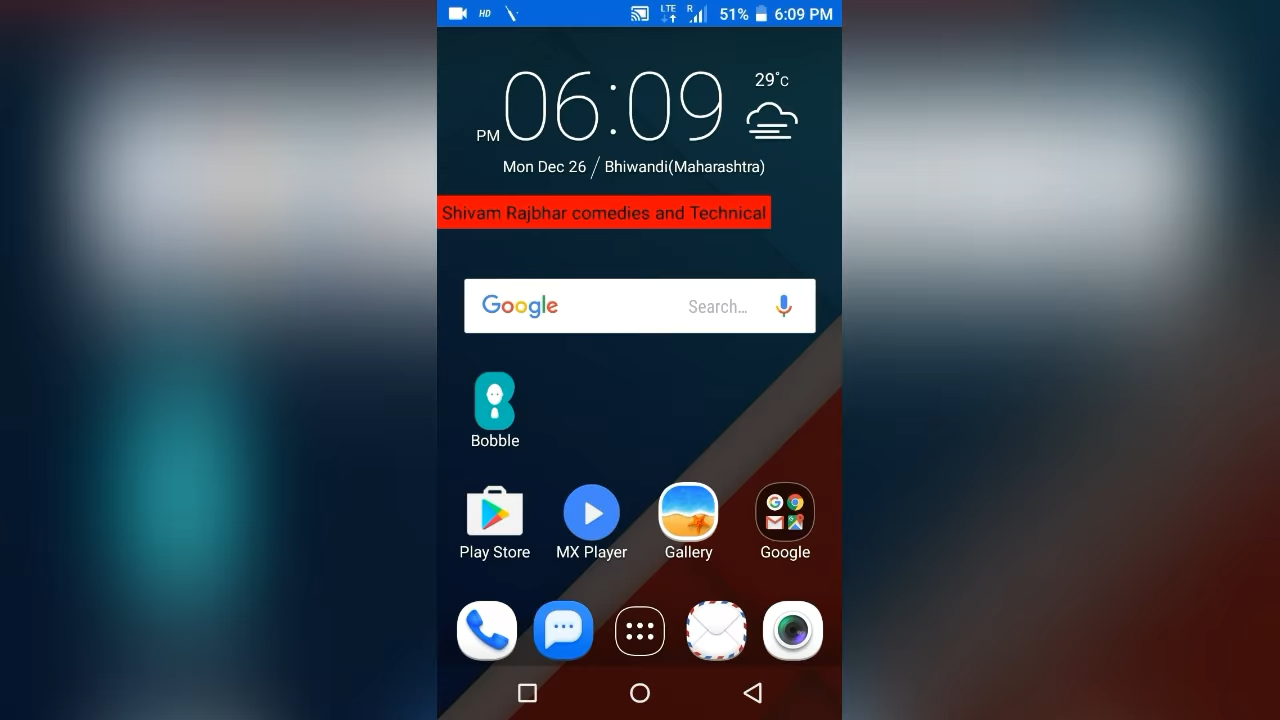 HD LTE R 51% 6:09 PM
PM 06:09 29°C
Mon Dec 26 / Bhiwandi(Maharashtra)
Shivam Rajbhar comedies and Technical
Google Search...
Bobble
Play Store MX Player Gallery Google